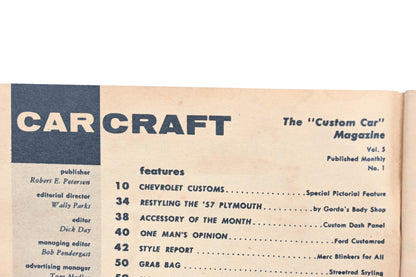 CAR CRAFT
The "Custom Car"
Magazine
Vol. 5
Published Monthly
No. 1
publisher
Robert E. Petersen
editorial director
Wally Parks
editor
Dick Day
managing editor
Bob Pendergast
advertising manager
features
10 CHEVROLET CUSTOMS Special Pictorial Feature
34 RESTYLING THE '57 PLYMOUTH by Gordo's Body Shop
38 ACCESSORY OF THE MONTH Custom Dash Panel
40 ONE MAN'S OPINION Ford Customrod
42 STYLE REPORT Merc Blinkers for All
50 GRAB BAG Streetrod Styling